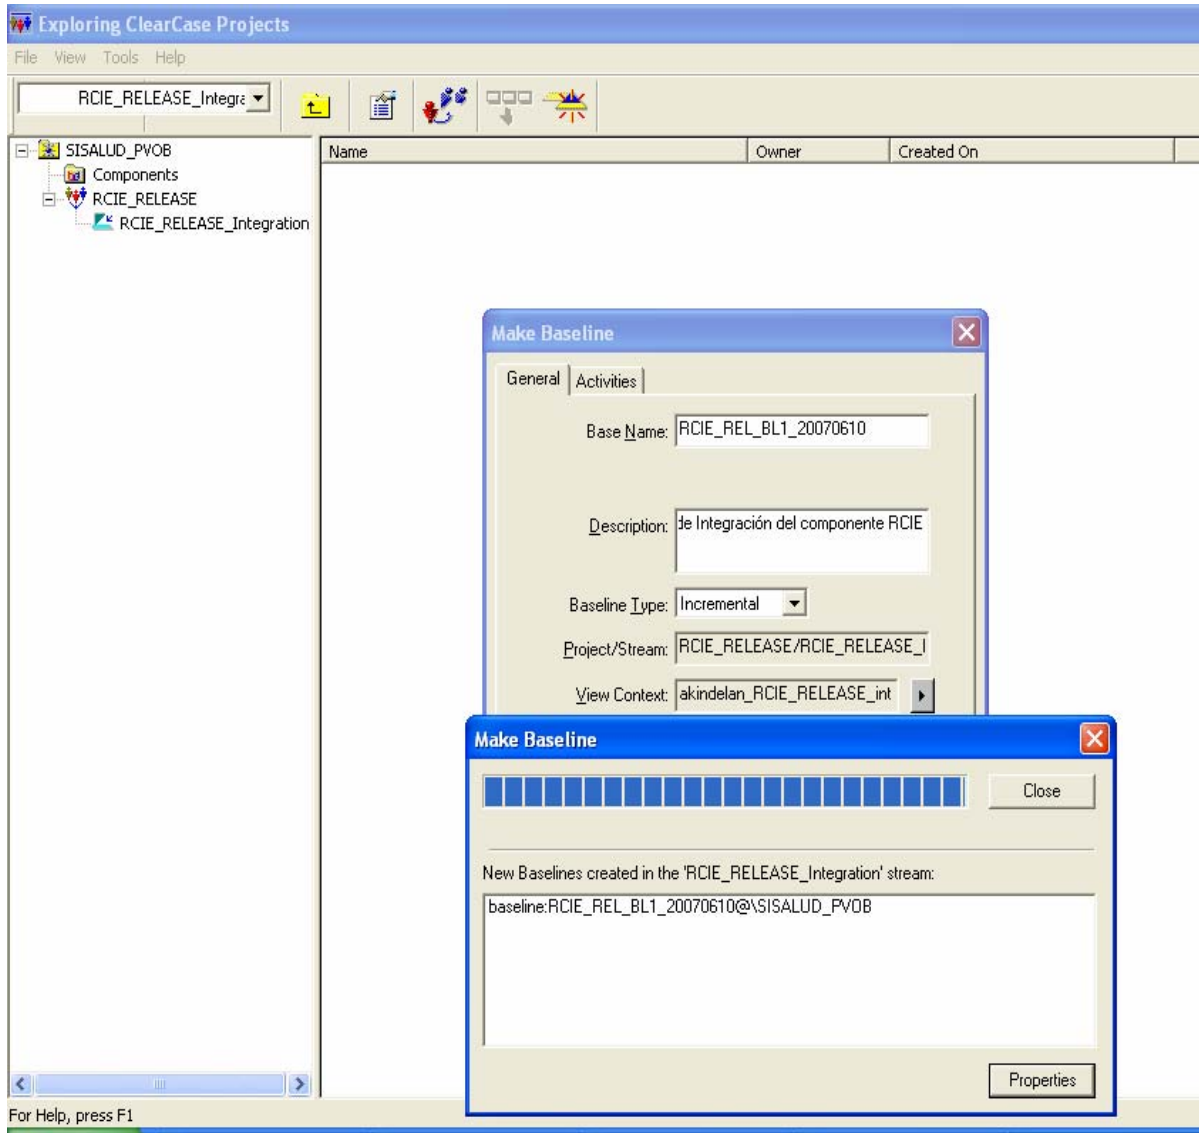 Exploring ClearCase Projects
File View Tools Help
RCIE_RELEASE_Integra
SISALUD_PVOB
Components
RCIE_RELEASE
RCIE_RELEASE_Integration
Name Owner Created On
Make Baseline
General Activities
Base Name: RCIE_REL_BL1_20070610
Description: de Integración del componente RCIE
Baseline Type: Incremental
Project/Stream: RCIE_RELEASE/RCIE_RELEASE_I
View Context: akindelan_RCIE_RELEASE_int
Make Baseline
Close
New Baselines created in the 'RCIE_RELEASE_Integration' stream:
baseline:RCIE_REL_BL1_20070610@\SISALUD_PVOB
Properties
For Help, press F1